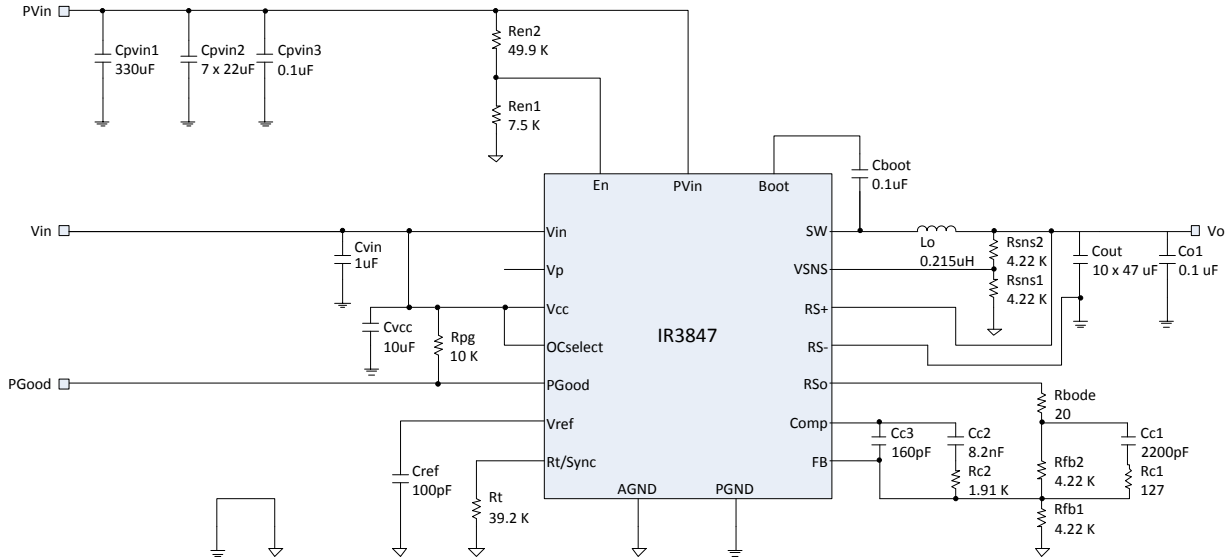 PVin
Cpvin1
330uF
Cpvin2
7 x 22uF
Cpvin3
0.1uF
Ren2
49.9 K
Ren1
7.5 K
Cboot
0.1uF
En
PVin
Boot
Vin
Cvin
1uF
Vin
SW
Lo
0.215uH
Rsns2
4.22 K
Rsns1
4.22 K
Cout
10 x 47 uF
Co1
0.1 uF
Vo
Vp
VSNS
Vcc
RS+
Cvcc
10uF
Rpg
10 K
OCselect
IR3847
RS-
PGood
PGood
RSo
Rbode
20
Vref
Comp
Cc3
160pF
Cc2
8.2nF
Cc1
2200pF
Cref
100pF
Rt/Sync
FB
Rc2
1.91 K
Rfb2
4.22 K
Rc1
127
Rt
39.2 K
AGND
PGND
Rfb1
4.22 K